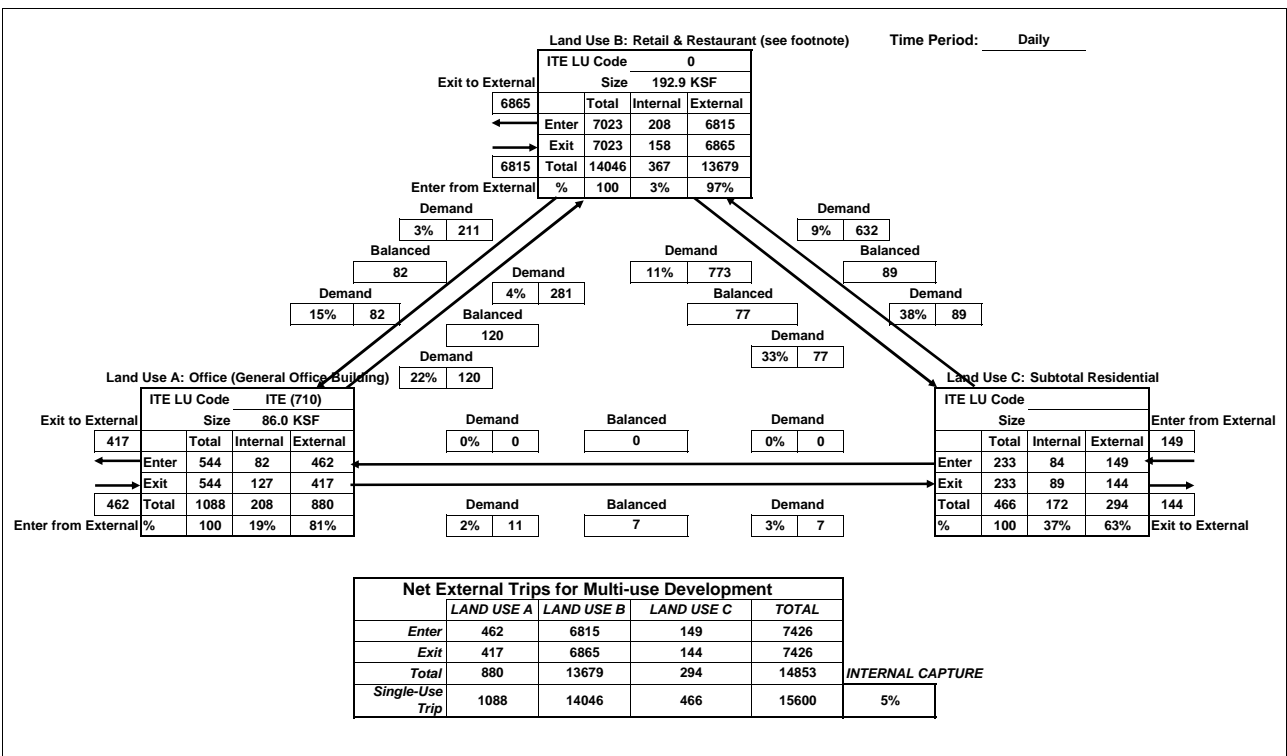 Land Use B: Retail & Restaurant (see footnote) Time Period: Daily
ITE LU Code 0
Exit to External Size 192.9 KSF
6865 Total Internal External
Enter 7023 208 6815
Exit 7023 158 6865
6815 Total 14046 367 13679
Enter from External % 100 3% 97%
Demand Demand
3% 211 9% 632
Balanced Demand Balanced
82 11% 773 89
Demand Demand Balanced Demand
15% 82 4% 281 77 38% 89
Balanced
120 Demand
33% 77
Demand
Land Use A: Office (General Office Building) 22% 120 Land Use C: Subtotal Residential
ITE LU Code ITE (710) ITE LU Code
Exit to External Size 86.0 KSF Demand Balanced Demand Size Enter from External
417 Total Internal External 0% 0 0 0% 0 Total Internal External 149
Enter 544 82 462 Enter 233 84 149
Exit 544 127 417 Exit 233 89 144
462 Total 1088 208 880 Demand Balanced Demand Total 466 172 294 144
Enter from External % 100 19% 81% 2% 11 7 3% 7 % 100 37% 63% Exit to External
Net External Trips for Multi-use Development
LAND USE A LAND USE B LAND USE C TOTAL
Enter 462 6815 149 7426
Exit 417 6865 144 7426
Total 880 13679 294 14853 INTERNAL CAPTURE
Single-Use
Trip 1088 14046 466 15600 5%